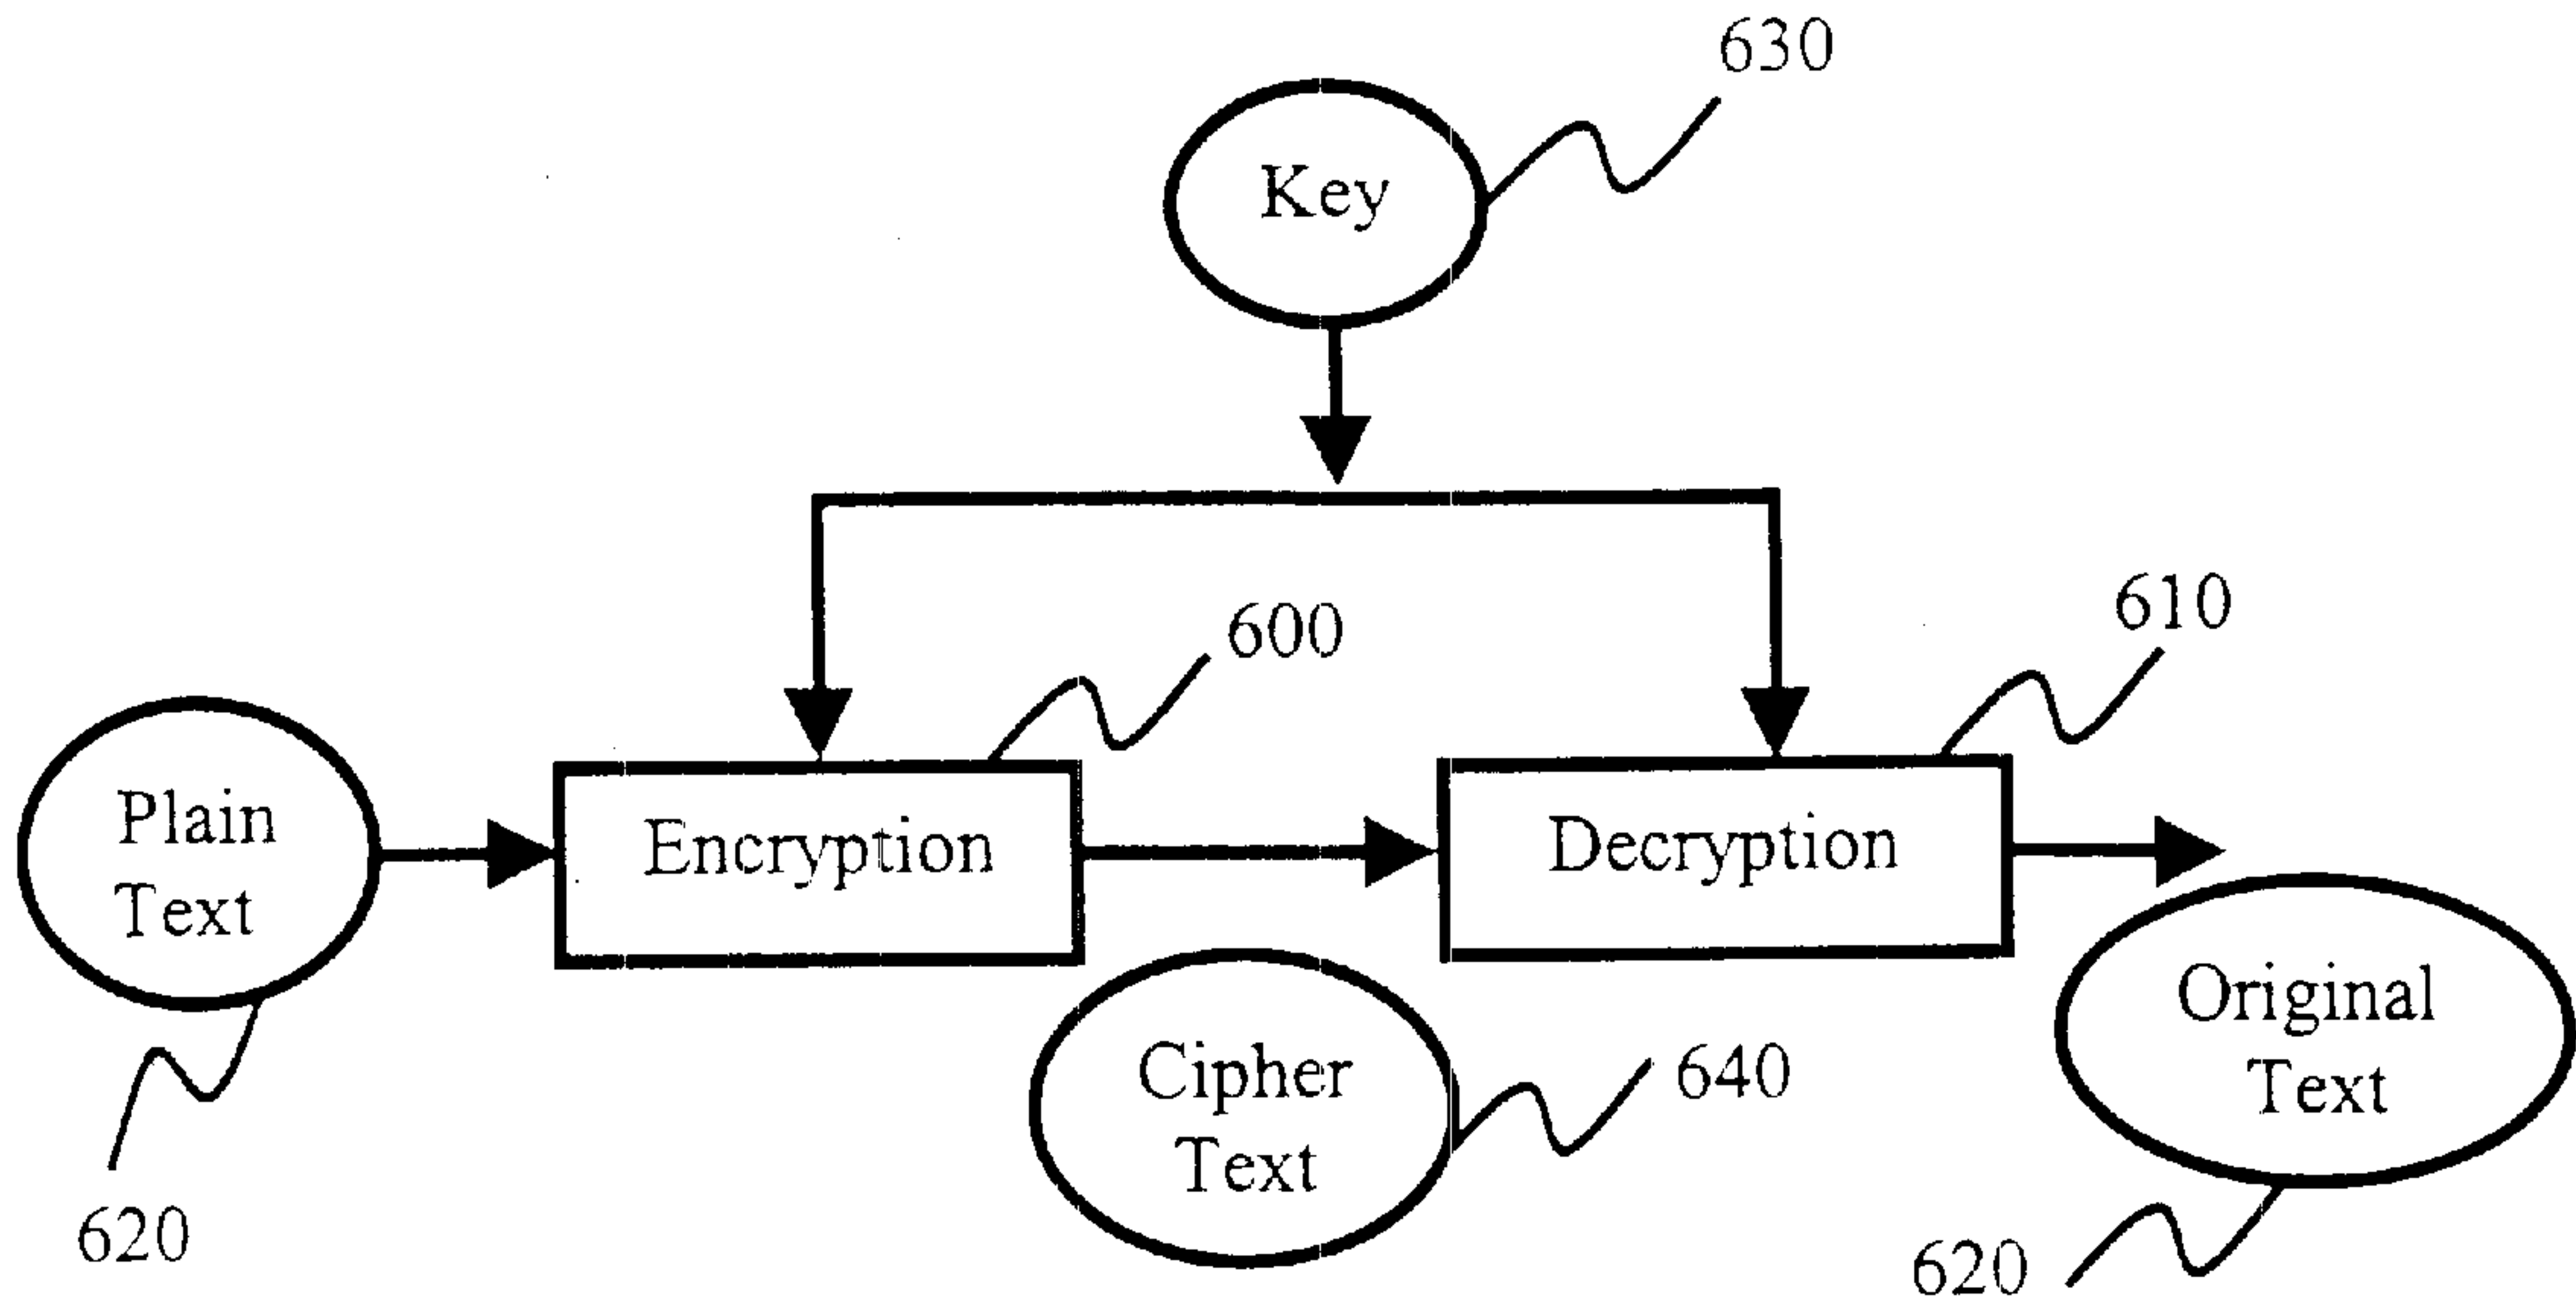 630
Key
600
610
Plain
Text
Encryption
Decryption
Original
Text
Cipher
Text
640
620
620